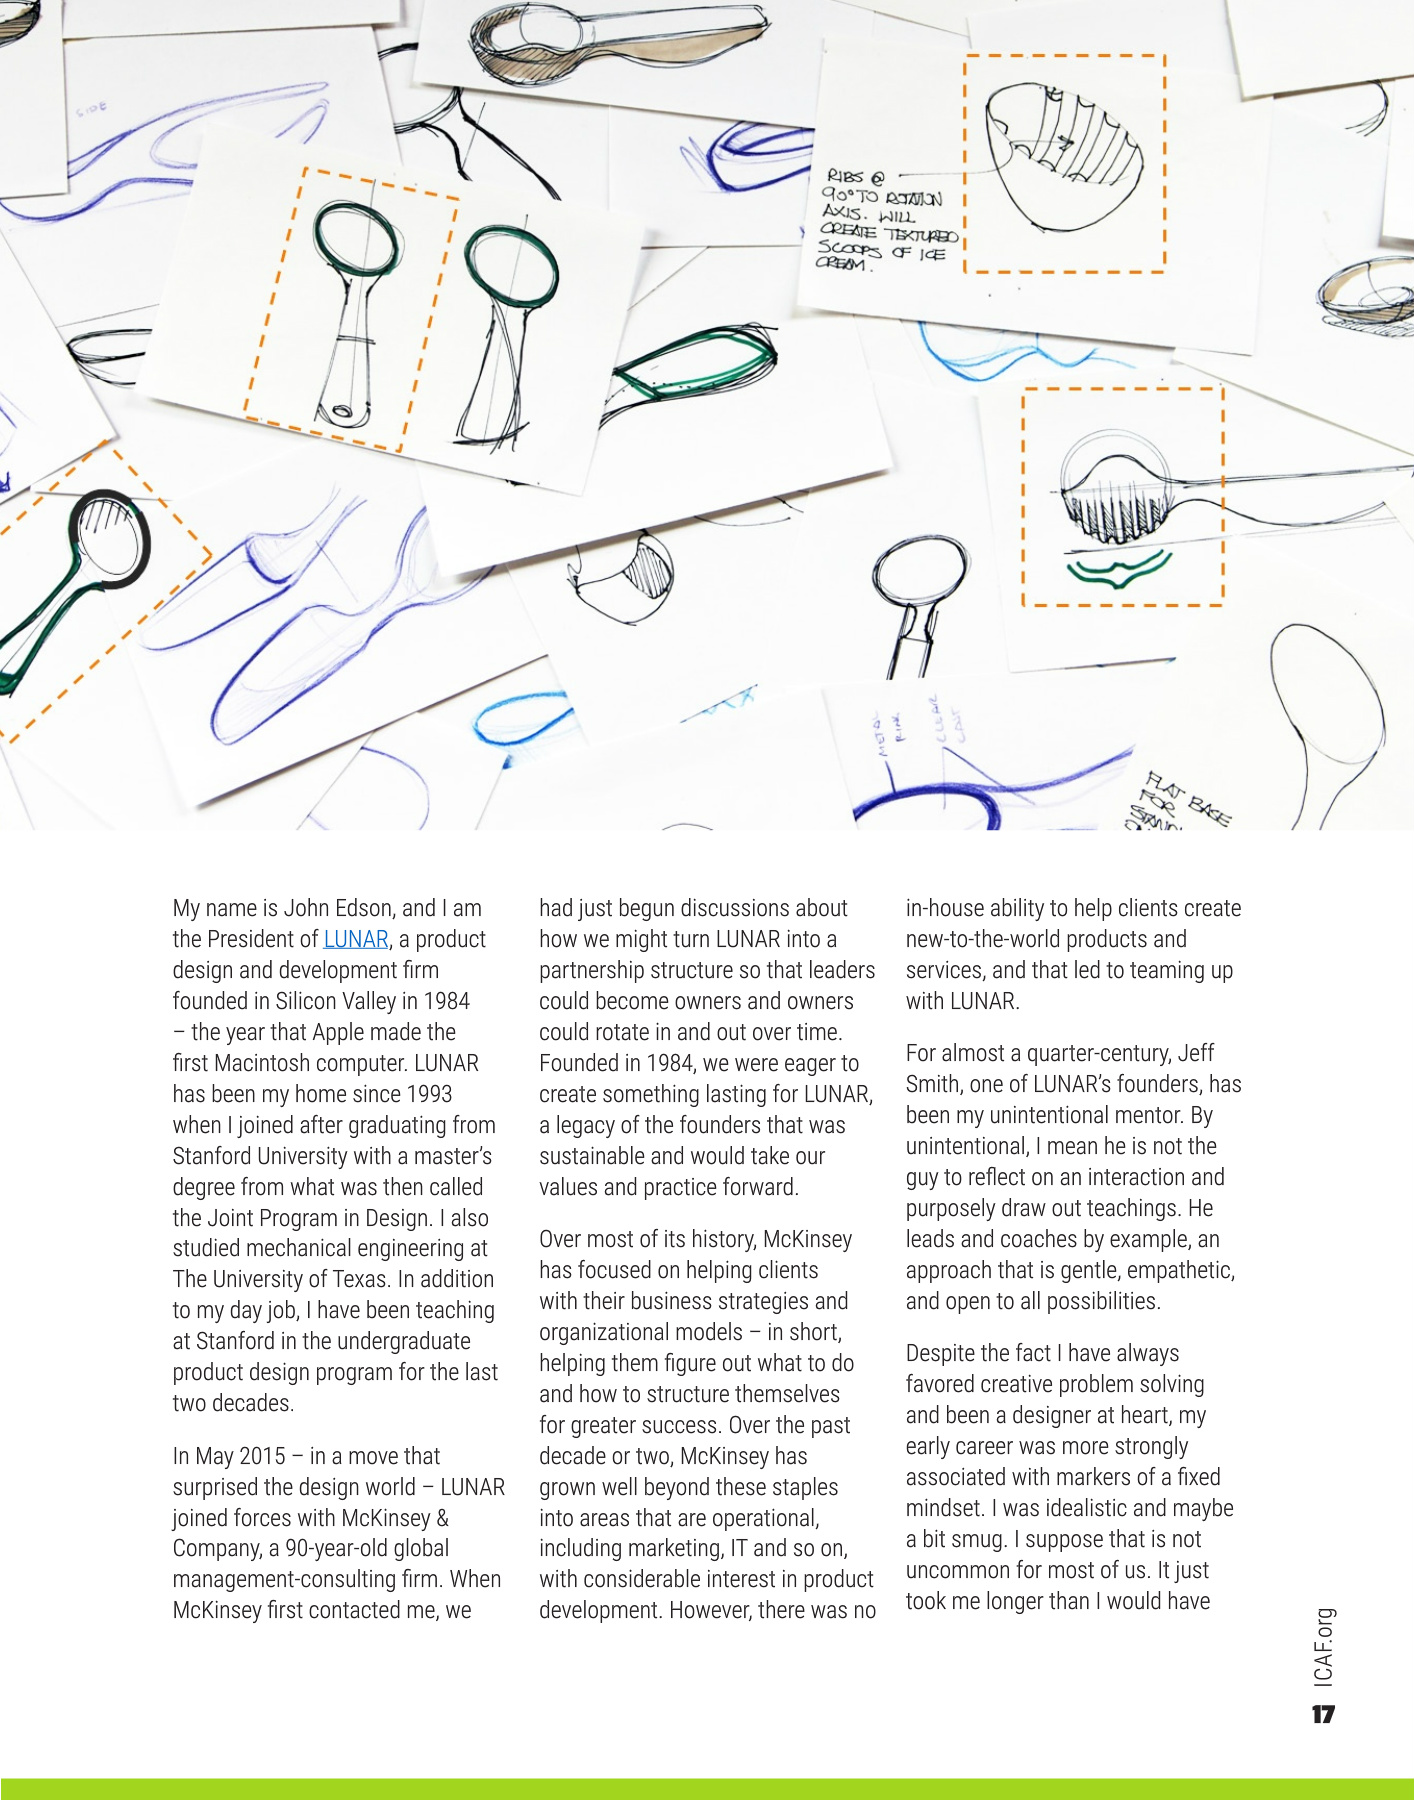 SIDE
RIBS @
90° TO ROTATION
AXIS. WILL
CREATE TEXTURED
SCOOPS OF ICE
CREAM.
METAL
RINK
CLEAR
COAT
FLAT BASE
FOR
My name is John Edson, and I am
the President of LUNAR, a product
design and development firm
founded in Silicon Valley in 1984
– the year that Apple made the
first Macintosh computer. LUNAR
has been my home since 1993
when I joined after graduating from
Stanford University with a master’s
degree from what was then called
the Joint Program in Design. I also
studied mechanical engineering at
The University of Texas. In addition
to my day job, I have been teaching
at Stanford in the undergraduate
product design program for the last
two decades.
In May 2015 – in a move that
surprised the design world – LUNAR
joined forces with McKinsey &
Company, a 90-year-old global
management-consulting firm. When
McKinsey first contacted me, we
had just begun discussions about
how we might turn LUNAR into a
partnership structure so that leaders
could become owners and owners
could rotate in and out over time.
Founded in 1984, we were eager to
create something lasting for LUNAR,
a legacy of the founders that was
sustainable and would take our
values and practice forward.
Over most of its history, McKinsey
has focused on helping clients
with their business strategies and
organizational models – in short,
helping them figure out what to do
and how to structure themselves
for greater success. Over the past
decade or two, McKinsey has
grown well beyond these staples
into areas that are operational,
including marketing, IT and so on,
with considerable interest in product
development. However, there was no
in-house ability to help clients create
new-to-the-world products and
services, and that led to teaming up
with LUNAR.
For almost a quarter-century, Jeff
Smith, one of LUNAR’s founders, has
been my unintentional mentor. By
unintentional, I mean he is not the
guy to reflect on an interaction and
purposely draw out teachings. He
leads and coaches by example, an
approach that is gentle, empathetic,
and open to all possibilities.
Despite the fact I have always
favored creative problem solving
and been a designer at heart, my
early career was more strongly
associated with markers of a fixed
mindset. I was idealistic and maybe
a bit smug. I suppose that is not
uncommon for most of us. It just
took me longer than I would have
ICAF.org
17